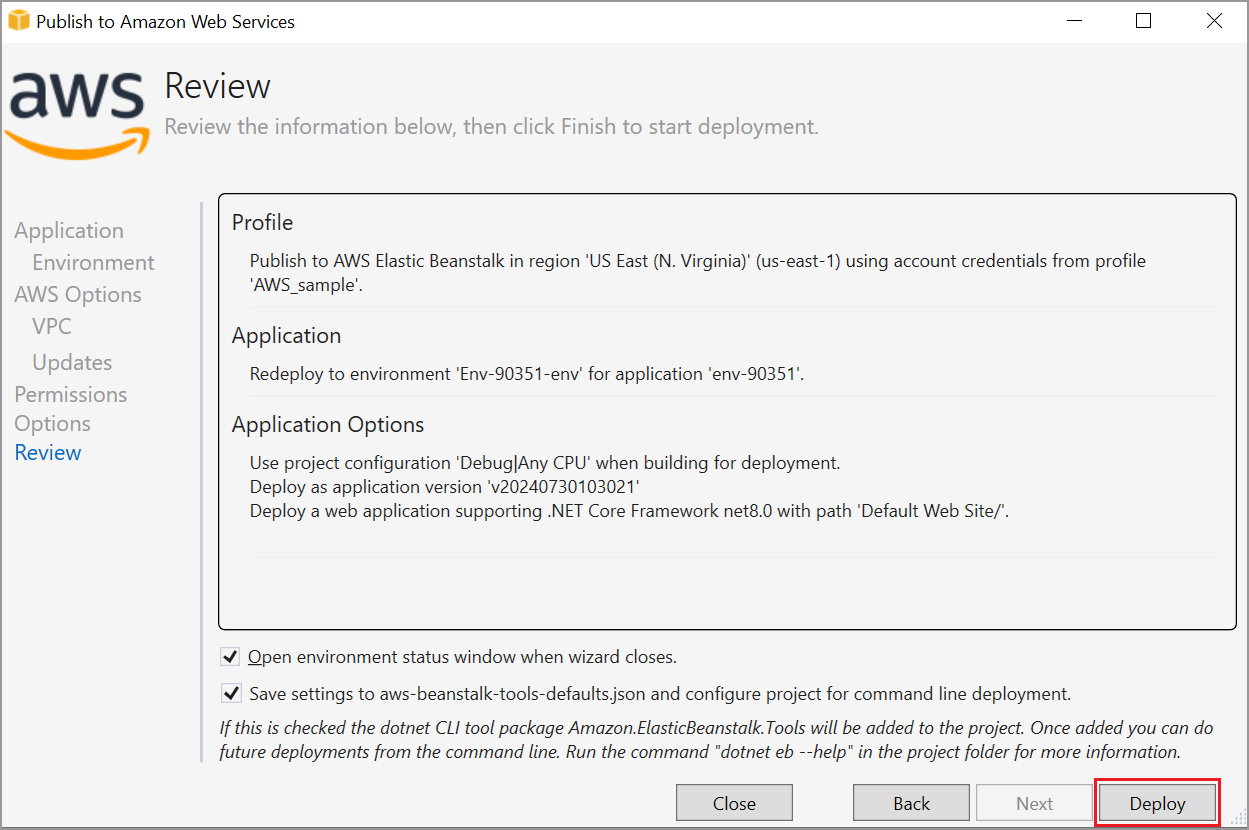 Publish to Amazon Web Services
aws
Review
Review the information below, then click Finish to start deployment.
Application
Environment
AWS Options
VPC
Updates
Permissions
Options
Review
Profile
Publish to AWS Elastic Beanstalk in region 'US East (N. Virginia)' (us-east-1) using account credentials from profile
'AWS_sample'.
Application
Redeploy to environment 'Env-90351-env' for application 'env-90351'.
Application Options
Use project configuration 'Debug|Any CPU' when building for deployment.
Deploy as application version 'v20240730103021'
Deploy a web application supporting .NET Core Framework net8.0 with path 'Default Web Site/'.
Open environment status window when wizard closes.
Save settings to aws-beanstalk-tools-defaults.json and configure project for command line deployment.
If this is checked the dotnet CLI tool package Amazon.ElasticBeanstalk.Tools will be added to the project. Once added you can do
future deployments from the command line. Run the command "dotnet eb --help" in the project folder for more information.
Close
Back
Next
Deploy